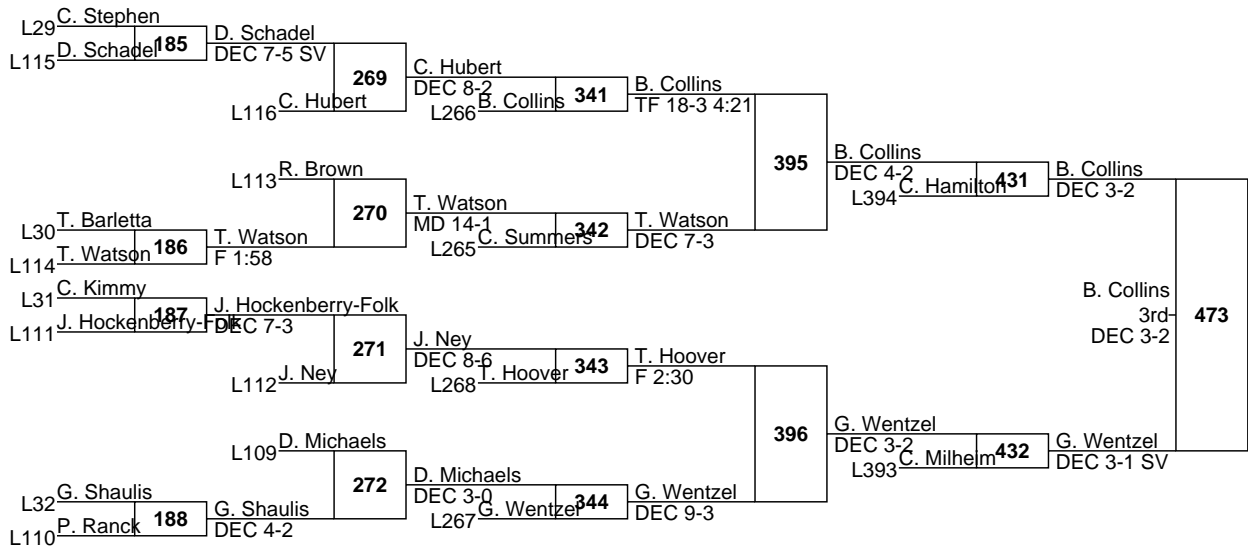 C. Stephen
L29
185
D. Schadel
L115
D. Schadel
DEC 7-5 SV
269
C. Hubert
L116
C. Hubert
DEC 8-2
B. Collins
L266
341
B. Collins
TF 18-3 4:21
R. Brown
L113
270
T. Barletta
L30
186
T. Watson
L114
T. Watson
F 1:58
T. Watson
MD 14-1
C. Summers
L265
342
T. Watson
DEC 7-3
395
B. Collins
DEC 4-2
C. Hamilton
L394
431
B. Collins
DEC 3-2
C. Kimmy
L31
187
J. Hockenberry-Folk
L111
J. Hockenberry-Folk
DEC 7-3
271
J. Ney
L112
J. Ney
DEC 8-6
T. Hoover
L268
343
T. Hoover
F 2:30
D. Michaels
L109
272
G. Shaulis
L32
188
P. Ranck
L110
G. Shaulis
DEC 4-2
D. Michaels
DEC 3-0
G. Wentzel
L267
344
G. Wentzel
DEC 9-3
396
G. Wentzel
DEC 3-2
C. Milheim
L393
432
G. Wentzel
DEC 3-1 SV
473
B. Collins
3rd
DEC 3-2